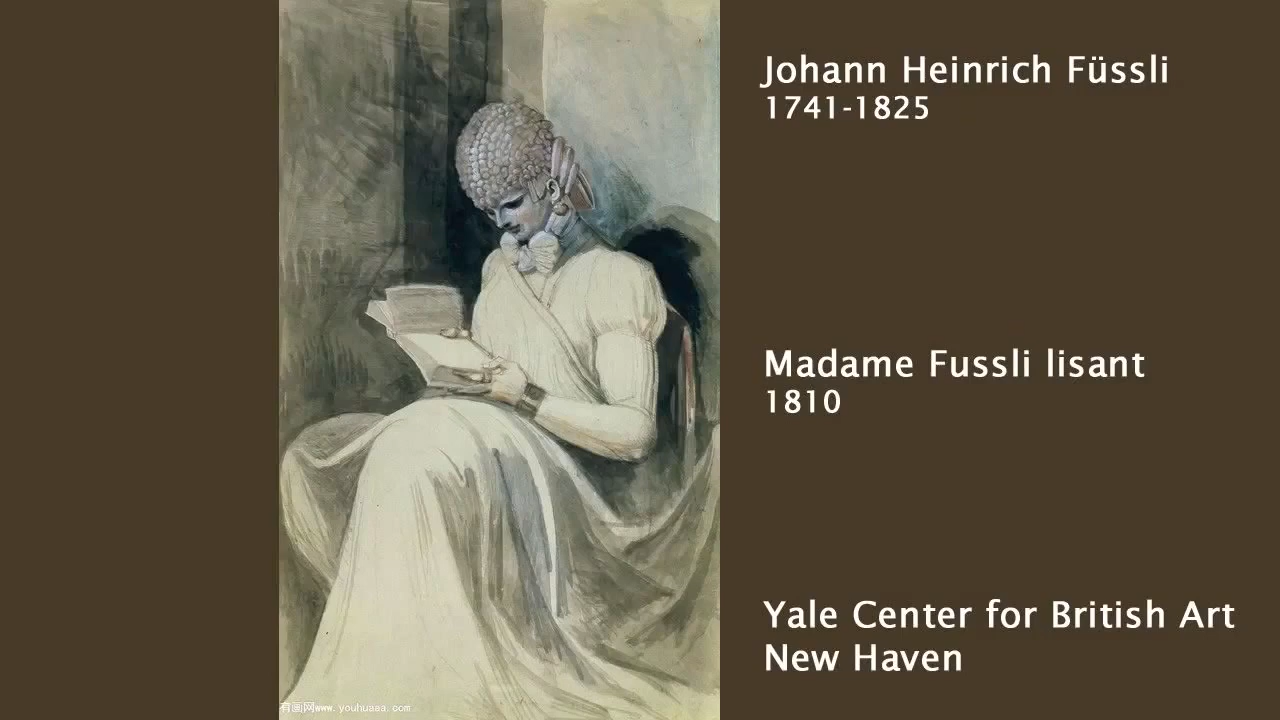 Johann Heinrich Füssli
1741-1825
Madame Fussli lisant
1810
Yale Center for British Art
New Haven
有画网www.youhuaaa.com